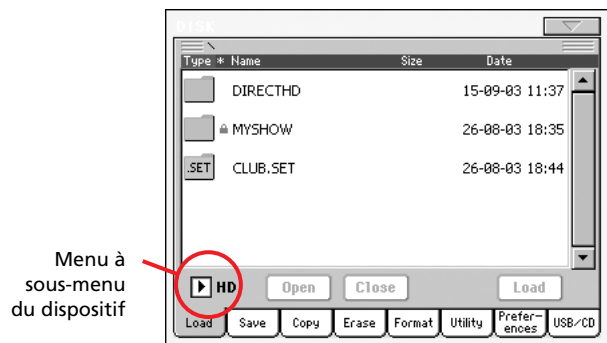 DISK
Type * Name Size Date
DIRECTHD 15-09-03 11:37
MYSHOW 26-08-03 18:35
.SET CLUB.SET 26-08-03 18:44
Menu à
sous-menu
du dispositif
HD Open Close Load
Load Save Copy Erase Format Utility Prefer-
ences USB/CD